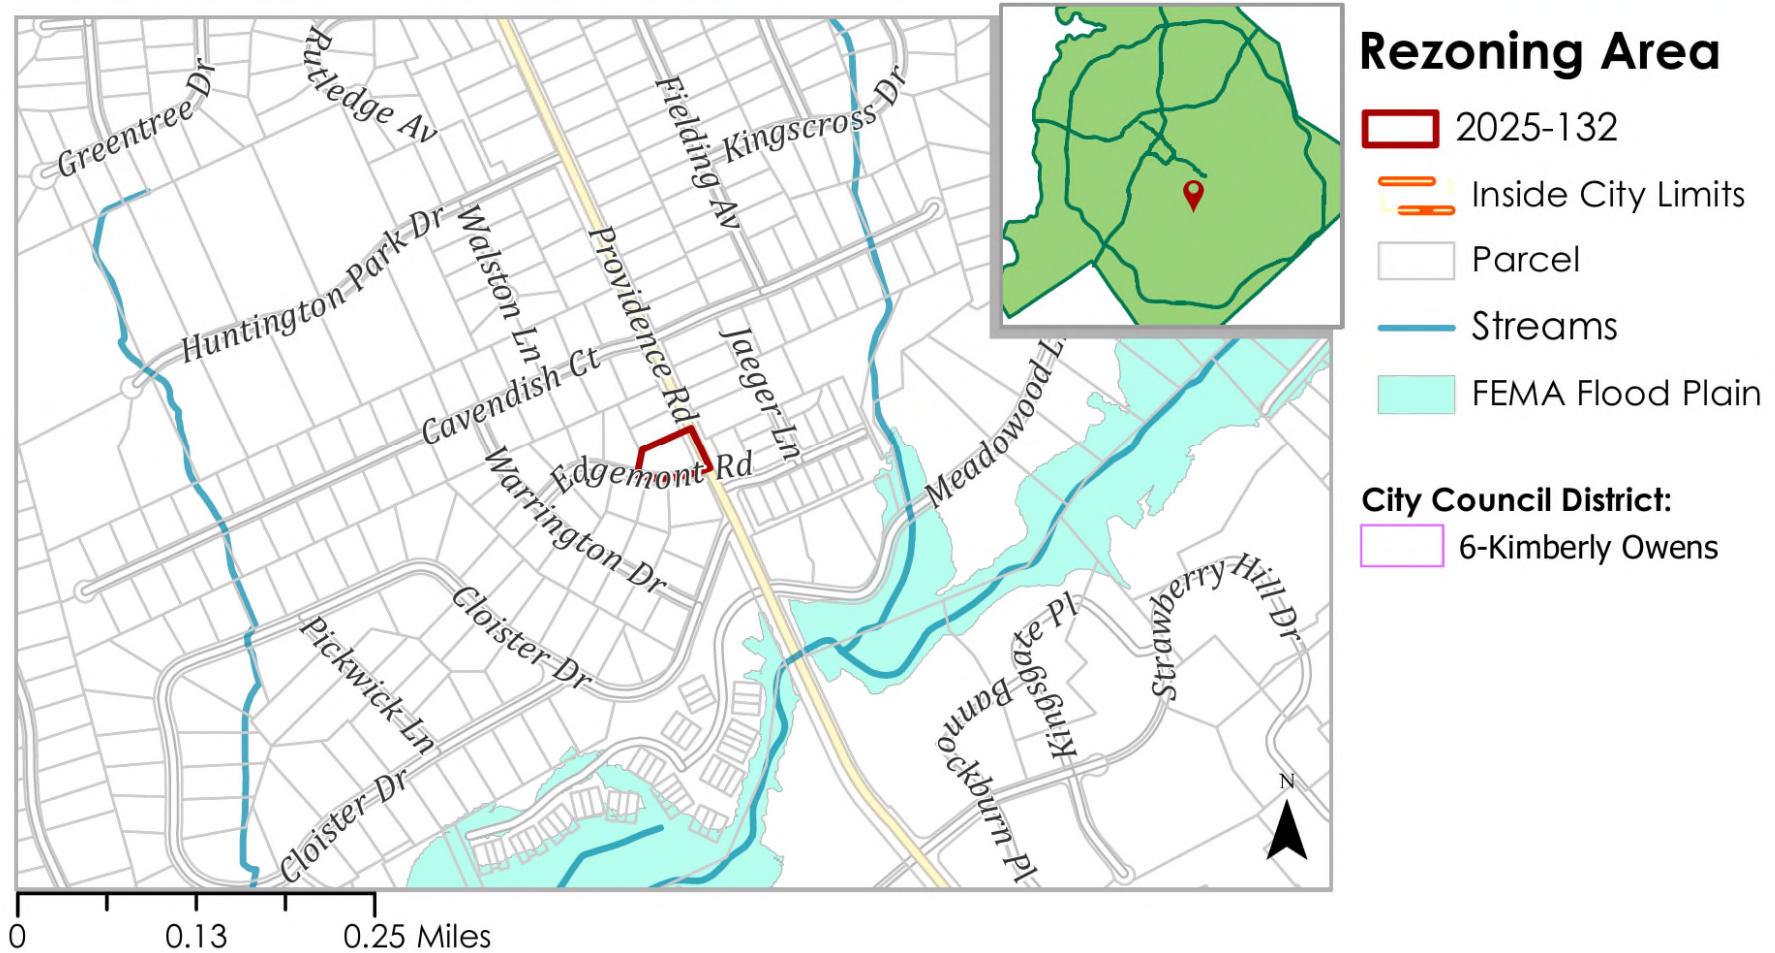 Rutledge Av
Greentree Dr
Fielding Av
Kingscross Dr
Huntington Park Dr
Walston Ln
Providence Rd
Cavendish Ct
Jaeger Ln
Meadowood L
Edgemont Rd
Warrington Dr
Cloister Dr
Pickwick Ln
Cloister Dr
Kingsgate Pl
Strawberry Hill Dr
Bannockburn Pl
N
0
0.13
0.25 Miles
Rezoning Area
2025-132
Inside City Limits
Parcel
Streams
FEMA Flood Plain
City Council District:
6-Kimberly Owens